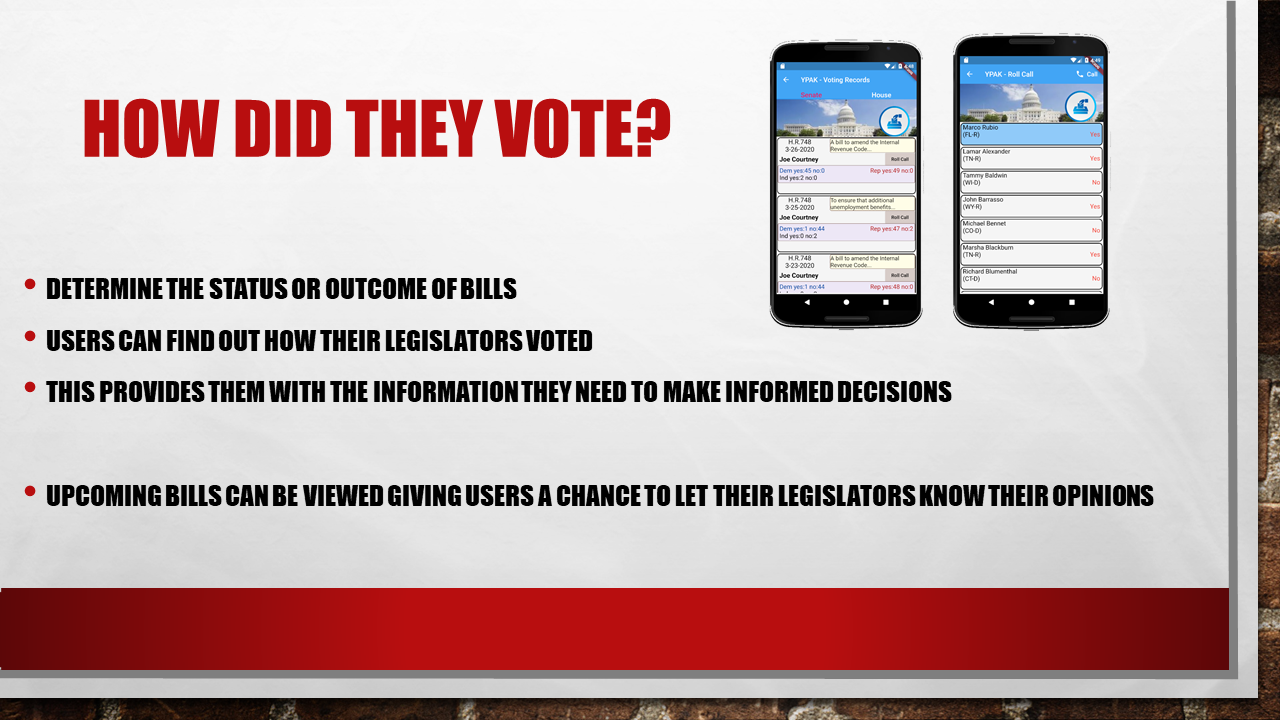 HOW DID THEY VOTE?
• DETERMINE THE STATUS OR OUTCOME OF BILLS
• USERS CAN FIND OUT HOW THEIR LEGISLATORS VOTED
• THIS PROVIDES THEM WITH THE INFORMATION THEY NEED TO MAKE INFORMED DECISIONS
• UPCOMING BILLS CAN BE VIEWED GIVING USERS A CHANCE TO LET THEIR LEGISLATORS KNOW THEIR OPINIONS
4:48
YPAK - Voting Records
Senate House
H.R.748 A bill to amend the Internal
3-26-2020 Revenue Code...
Joe Courtney Roll Call
Dem yes:45 no:0 Rep yes:49 no:0
Ind yes:2 no:0
H.R.748 To ensure that additional
3-25-2020 unemployment benefits...
Joe Courtney Roll Call
Dem yes:1 no:44 Rep yes:47 no:2
Ind yes:0 no:2
H.R.748 A bill to amend the Internal
3-23-2020 Revenue Code...
Joe Courtney Roll Call
Dem yes:1 no:44 Rep yes:48 no:0
4:49
YPAK - Roll Call Call
Marco Rubio
(FL-R) Yes
Lamar Alexander
(TN-R) Yes
Tammy Baldwin
(WI-D) No
John Barrasso
(WY-R) Yes
Michael Bennet
(CO-D) No
Marsha Blackburn
(TN-R) Yes
Richard Blumenthal
(CT-D) No